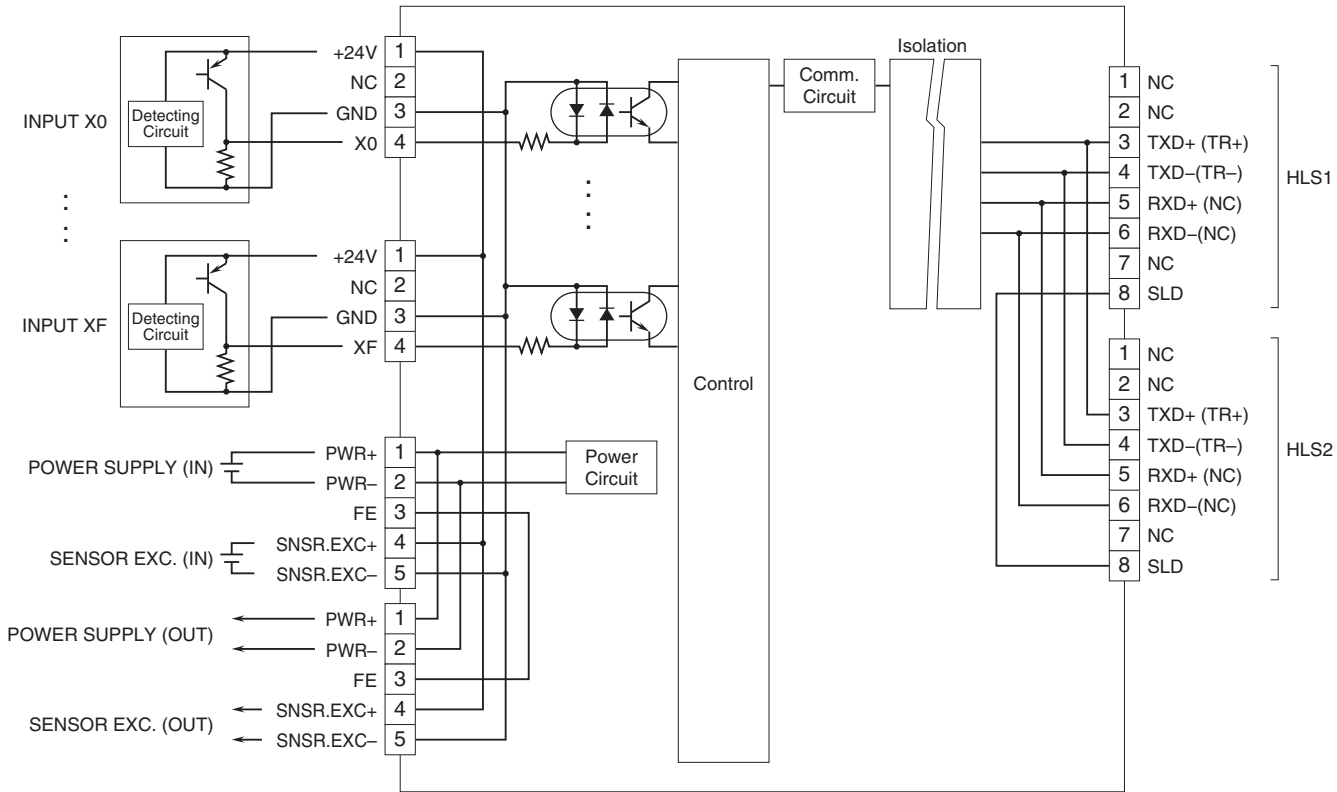 INPUT X0
Detecting Circuit
+24V 1
NC 2
GND 3
X0 4
INPUT XF
Detecting Circuit
+24V 1
NC 2
GND 3
XF 4
POWER SUPPLY (IN)
PWR+ 1
PWR− 2
FE 3
SENSOR EXC. (IN)
SNSR.EXC+ 4
SNSR.EXC− 5
POWER SUPPLY (OUT)
PWR+ 1
PWR− 2
FE 3
SENSOR EXC. (OUT)
SNSR.EXC+ 4
SNSR.EXC− 5
Power Circuit
Control
Comm. Circuit
Isolation
1 NC
2 NC
3 TXD+ (TR+)
4 TXD−(TR−)
5 RXD+ (NC)
6 RXD−(NC)
7 NC
8 SLD
HLS1
1 NC
2 NC
3 TXD+ (TR+)
4 TXD−(TR−)
5 RXD+ (NC)
6 RXD−(NC)
7 NC
8 SLD
HLS2